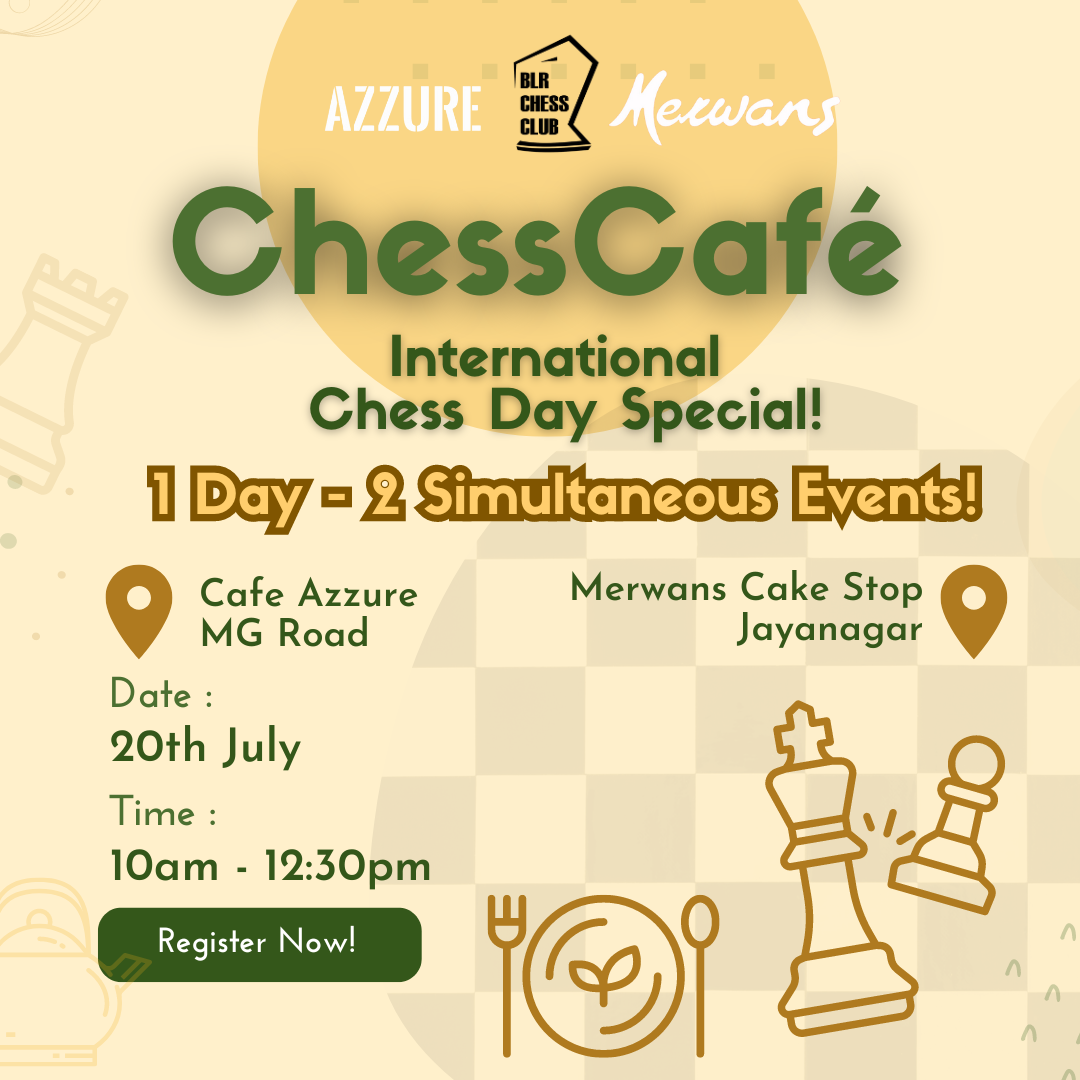 AZZURE
BLR
CHESS
CLUB
Merwans
ChessCafé
International
Chess Day Special!
1 Day - 2 Simultaneous Events!
Cafe Azzure
MG Road
Merwans Cake Stop
Jayanagar
Date :
20th July
Time :
10am - 12:30pm
Register Now!